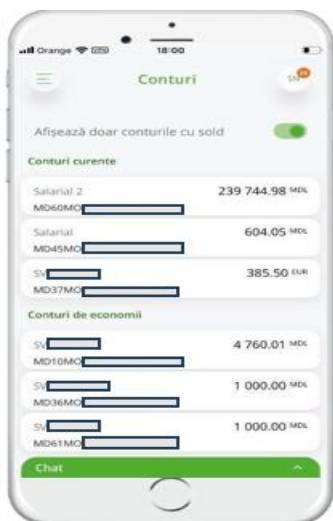 Orange
18:00
Conturi
SN
Afișează doar conturile cu sold
Conturi curente
Salarial 2 239 744.98 MDL
MD60MO
Salarial 604.05 MDL
MD45MO
SV 385.50 EUR
MD37MO
Conturi de economii
SV 4 760.01 MDL
MD10MO
SV 1 000.00 MDL
MD36MO
SV 1 000.00 MDL
MD61MO
Chat